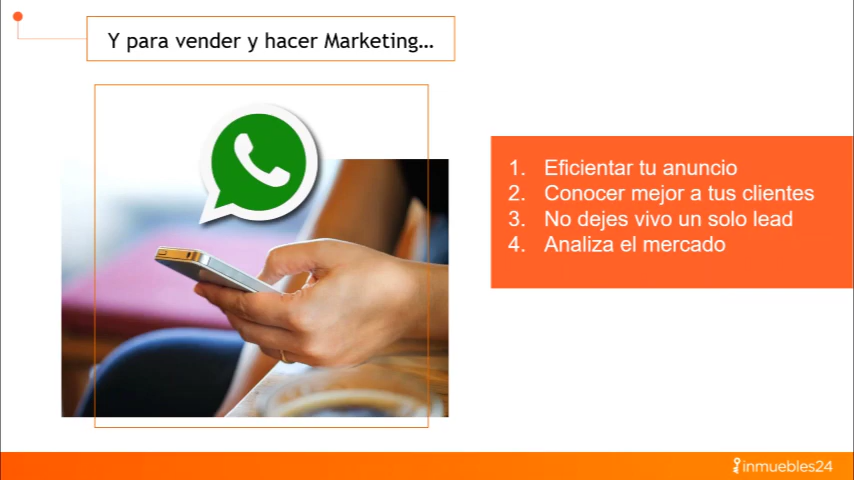 Y para vender y hacer Marketing...
1. Eficientar tu anuncio
2. Conocer mejor a tus clientes
3. No dejes vivo un solo lead
4. Analiza el mercado
inmuebles24